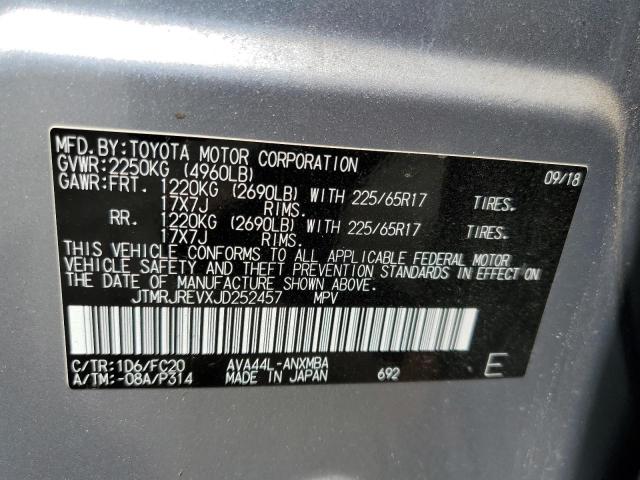 MFD. BY: TOYOTA MOTOR CORPORATION 09/18
GVWR: 2250KG (4960LB)
GAWR: FRT. 1220KG (2690LB) WITH 225/65R17 TIRES.
17X7J RIMS.
RR. 1220KG (2690LB) WITH 225/65R17 TIRES.
17X7J RIMS.
THIS VEHICLE CONFORMS TO ALL APPLICABLE FEDERAL MOTOR
VEHICLE SAFETY AND THEFT PREVENTION STANDARDS IN EFFECT ON
THE DATE OF MANUFACTURE SHOWN ABOVE.
JTMRJREVXJD252457 MPV
C/TR: 1D6/FC20 AVA44L-ANXMBA
A/TM: -08A/P314 MADE IN JAPAN 692 E